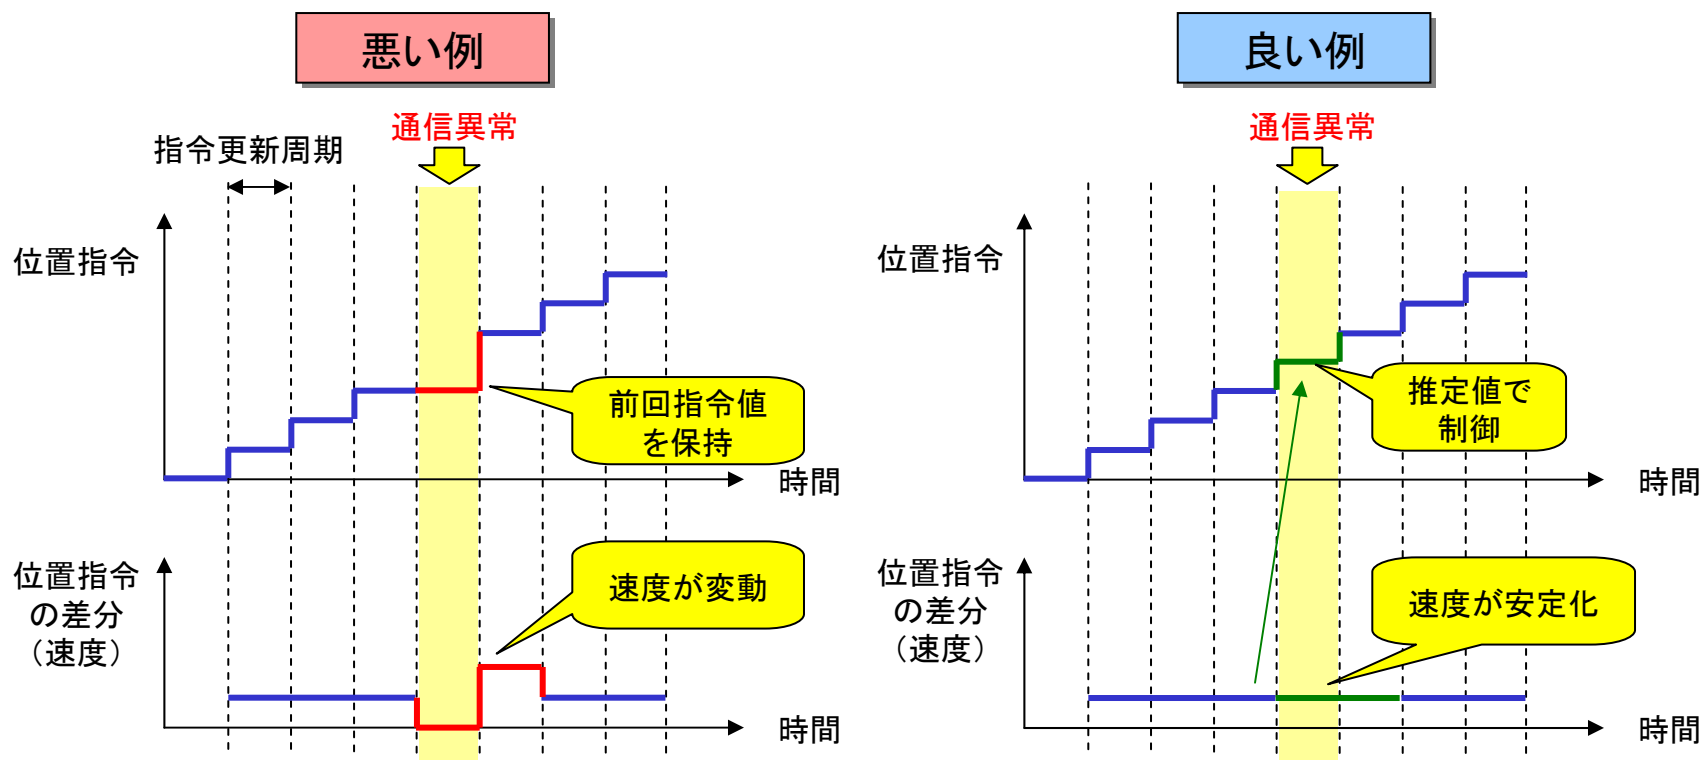 悪い例
通信異常
指令更新周期
位置指令
前回指令値
を保持
時間
位置指令
の差分
（速度）
速度が変動
時間
良い例
通信異常
位置指令
推定値で
制御
時間
位置指令
の差分
（速度）
速度が安定化
時間